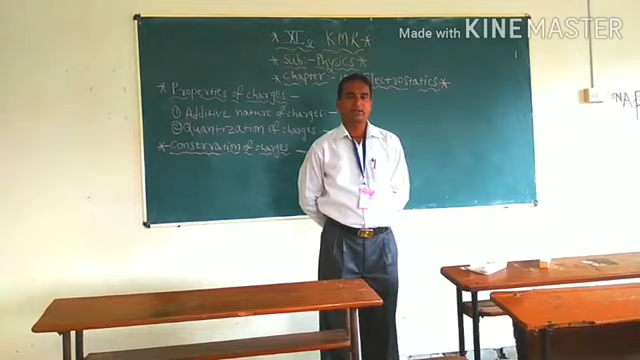 Made with KINEMASTER
* XI * KMR *
* Sub:- Physics *
* Chapter:- Electrostatics *
* Properties of charges -
① Additive nature of charges: -
② Quantization of charges
* Conservation of charges -